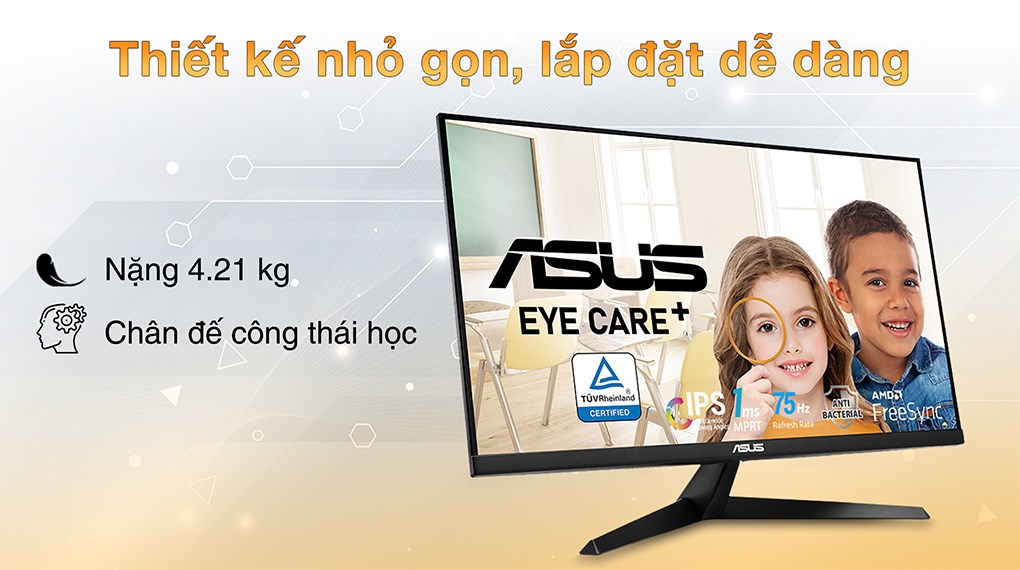 Thiết kế nhỏ gọn, lắp đặt dễ dàng
Nặng 4.21 kg
Chân đế công thái học
ASUS
EYE CARE+
TÜVRheinland®
CERTIFIED
IPS
1ms
MPRT
75Hz
Refresh Rate
ANTI
BACTERIAL
AMD
FreeSync
ASUS